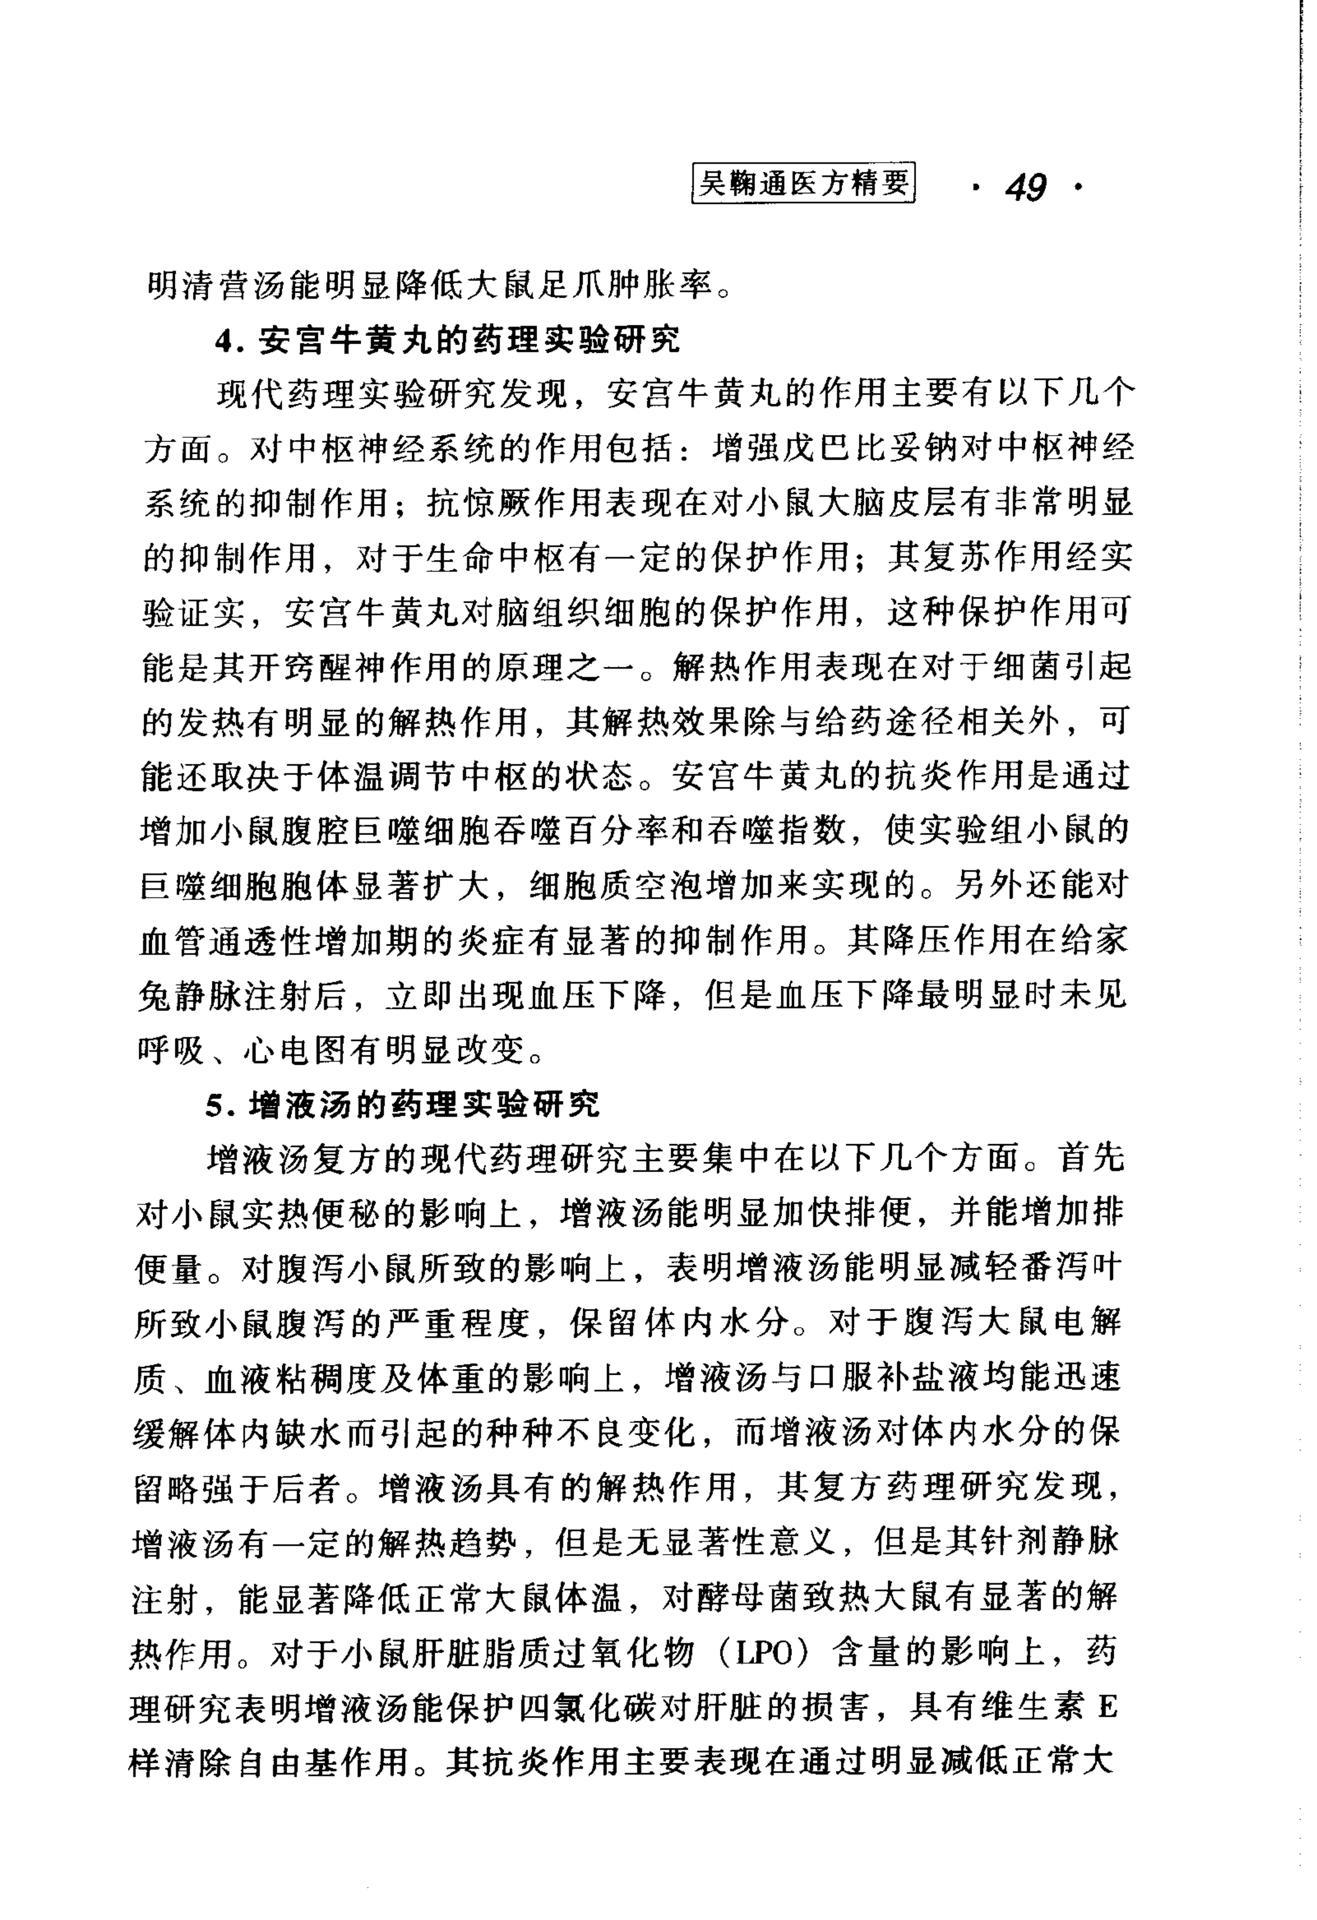 吴鞠通医方精要 · 49 ·
明清营汤能明显降低大鼠足爪肿胀率。
4. 安宫牛黄丸的药理实验研究
现代药理实验研究发现，安宫牛黄丸的作用主要有以下几个
方面。对中枢神经系统的作用包括：增强戊巴比妥钠对中枢神经
系统的抑制作用；抗惊厥作用表现在对小鼠大脑皮层有非常明显
的抑制作用，对于生命中枢有一定的保护作用；其复苏作用经实
验证实，安宫牛黄丸对脑组织细胞的保护作用，这种保护作用可
能是其开窍醒神作用的原理之一。解热作用表现在对于细菌引起
的发热有明显的解热作用，其解热效果除与给药途径相关外，可
能还取决于体温调节中枢的状态。安宫牛黄丸的抗炎作用是通过
增加小鼠腹腔巨噬细胞吞噬百分率和吞噬指数，使实验组小鼠的
巨噬细胞胞体显著扩大，细胞质空泡增加来实现的。另外还能对
血管通透性增加期的炎症有显著的抑制作用。其降压作用在给家
兔静脉注射后，立即出现血压下降，但是血压下降最明显时未见
呼吸、心电图有明显改变。
5. 增液汤的药理实验研究
增液汤复方的现代药理研究主要集中在以下几个方面。首先
对小鼠实热便秘的影响上，增液汤能明显加快排便，并能增加排
便量。对腹泻小鼠所致的影响上，表明增液汤能明显减轻番泻叶
所致小鼠腹泻的严重程度，保留体内水分。对于腹泻大鼠电解
质、血液粘稠度及体重的影响上，增液汤与口服补盐液均能迅速
缓解体内缺水而引起的种种不良变化，而增液汤对体内水分的保
留略强于后者。增液汤具有的解热作用，其复方药理研究发现，
增液汤有一定的解热趋势，但是无显著性意义，但是其针剂静脉
注射，能显著降低正常大鼠体温，对酵母菌致热大鼠有显著的解
热作用。对于小鼠肝脏脂质过氧化物（LPO）含量的影响上，药
理研究表明增液汤能保护四氯化碳对肝脏的损害，具有维生素 E
样清除自由基作用。其抗炎作用主要表现在通过明显减低正常大